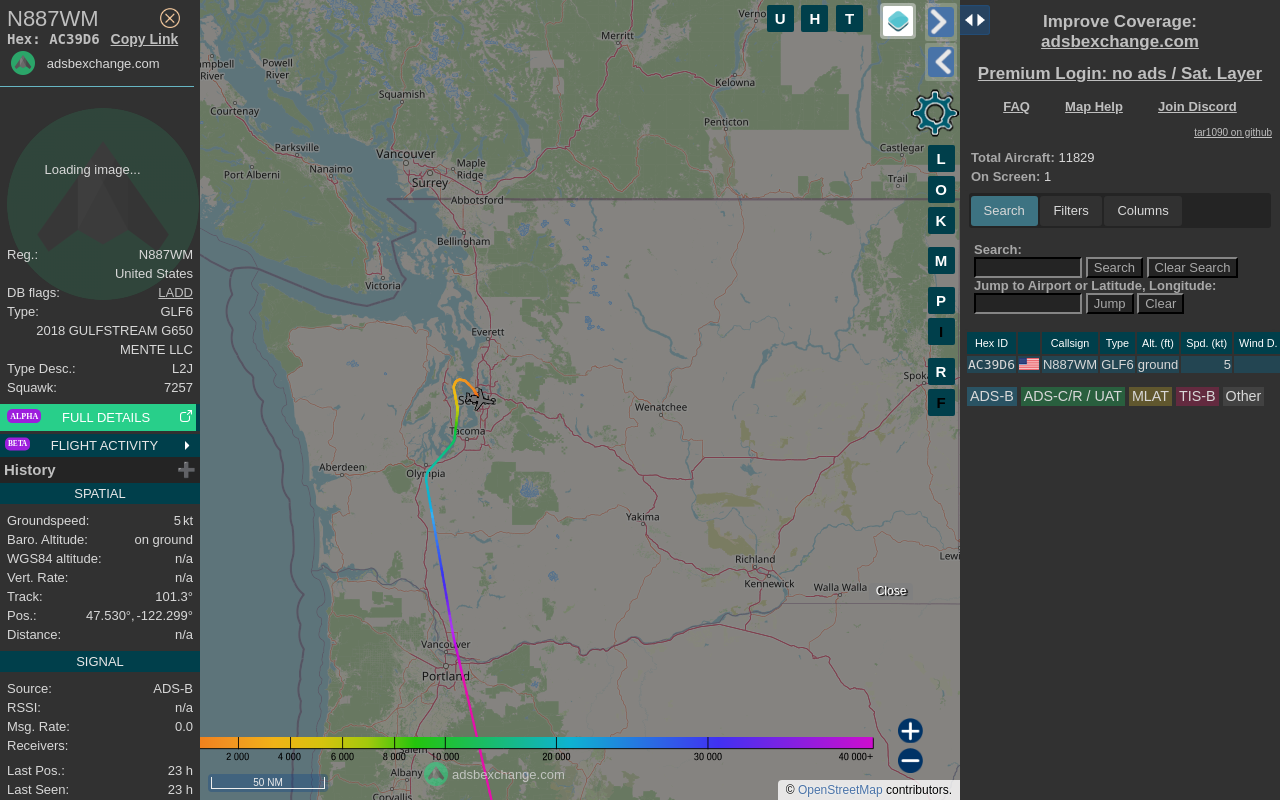 N887WM
Hex: AC39D6 Copy Link
adsbexchange.com
Loading image...
Reg.: N887WM
United States
DB flags: LADD
Type: GLF6
2018 GULFSTREAM G650
MENTE LLC
Type Desc.: L2J
Squawk: 7257
ALPHA FULL DETAILS
BETA FLIGHT ACTIVITY
History
SPATIAL
Groundspeed: 5 kt
Baro. Altitude: on ground
WGS84 altitude: n/a
Vert. Rate: n/a
Track: 101.3°
Pos.: 47.530°, -122.299°
Distance: n/a
SIGNAL
Source: ADS-B
RSSI: n/a
Msg. Rate: 0.0
Receivers:
Last Pos.: 23 h
Last Seen: 23 h
U H T
Merritt
River
Powell
River
Kelowna
Squamish
Courtenay
Penticton
Parksville
Vancouver
Castlegar
Nanaimo
Maple
Ridge
Port Alberni
Surrey
Trail
Abbotsford
Bellingham
Victoria
Everett
Tacoma
Wenatchee
Aberdeen
Olympia
Yakima
Richland
Kennewick
Walla Walla
Close
Vancouver
Portland
Albany
Corvallis
L
O
K
M
P
I
R
F
2 000 4 000 6 000 8 000 10 000 20 000 30 000 40 000+
adsbexchange.com
50 NM
© OpenStreetMap contributors.
Improve Coverage:
adsbexchange.com
Premium Login: no ads / Sat. Layer
FAQ Map Help Join Discord
tar1090 on github
Total Aircraft: 11829
On Screen: 1
Search Filters Columns
Search:
Search Clear Search
Jump to Airport or Latitude, Longitude:
Jump Clear
Hex ID Callsign Type Alt. (ft) Spd. (kt) Wind D.
AC39D6 N887WM GLF6 ground 5
ADS-B ADS-C/R / UAT MLAT TIS-B Other